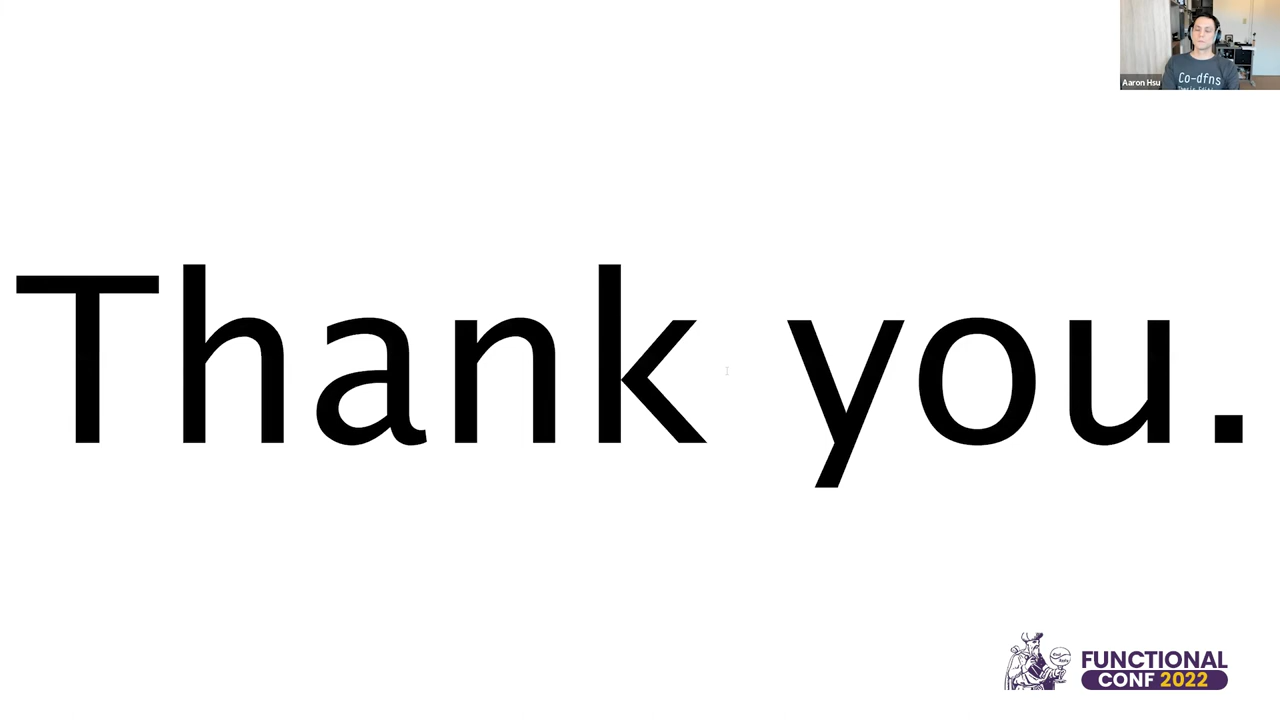 Co-dfns
Aaron Hsu
Thank you.
FUNCTIONAL
CONF 2022